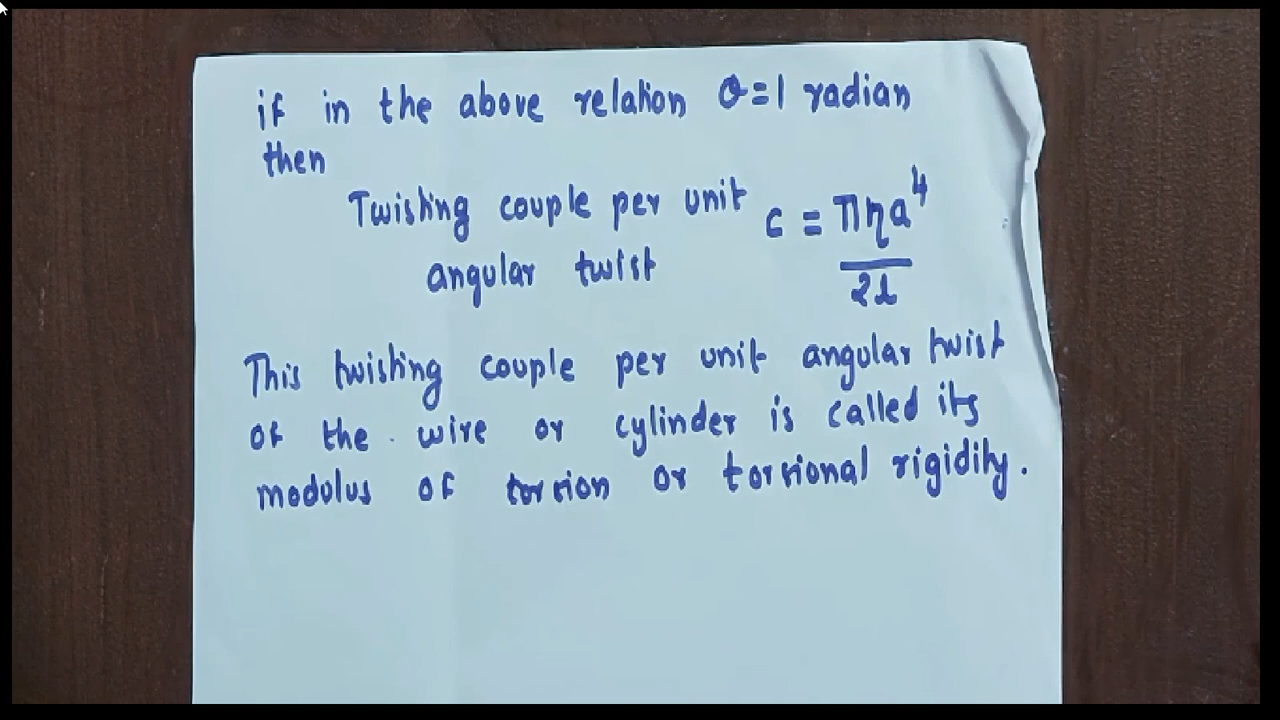 if in the above relation θ=1 radian
then
Twisting couple per unit
angular twist
c = πηa⁴
2l
This twisting couple per unit angular twist
of the wire or cylinder is called its
modulus of torsion or torsional rigidity.